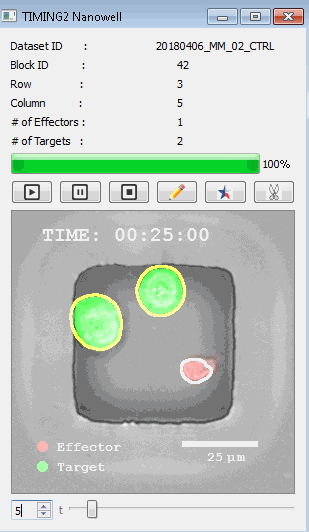 TIMING2 Nanowell
Dataset ID : 20180406_MM_02_CTRL
Block ID : 42
Row : 3
Column : 5
# of Effectors : 1
# of Targets : 2
100%
TIME: 00:25:00
Effector
25 µm
Target
5 t